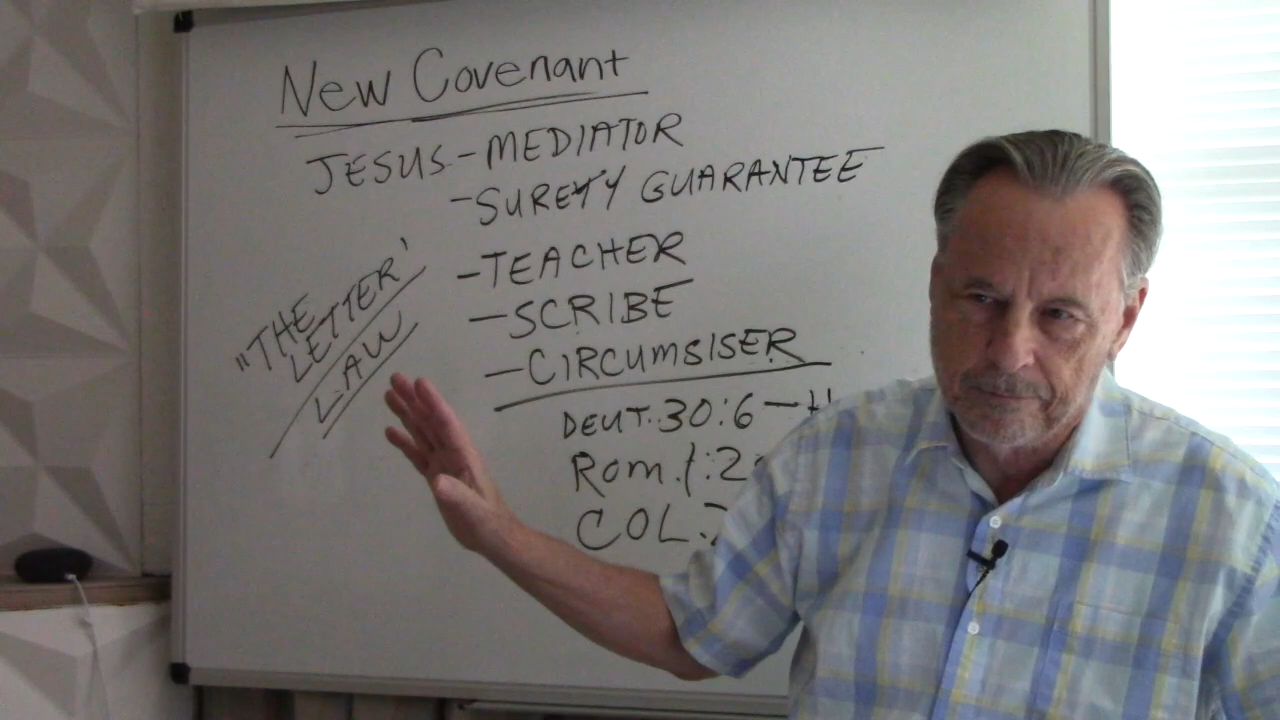 New Covenant
JESUS - MEDIATOR
- SURETY GUARANTEE
- TEACHER
- SCRIBE
- CIRCUMSISER
"THE
LETTER'
LAW
DEUT. 30:6 —
Rom.
COL.